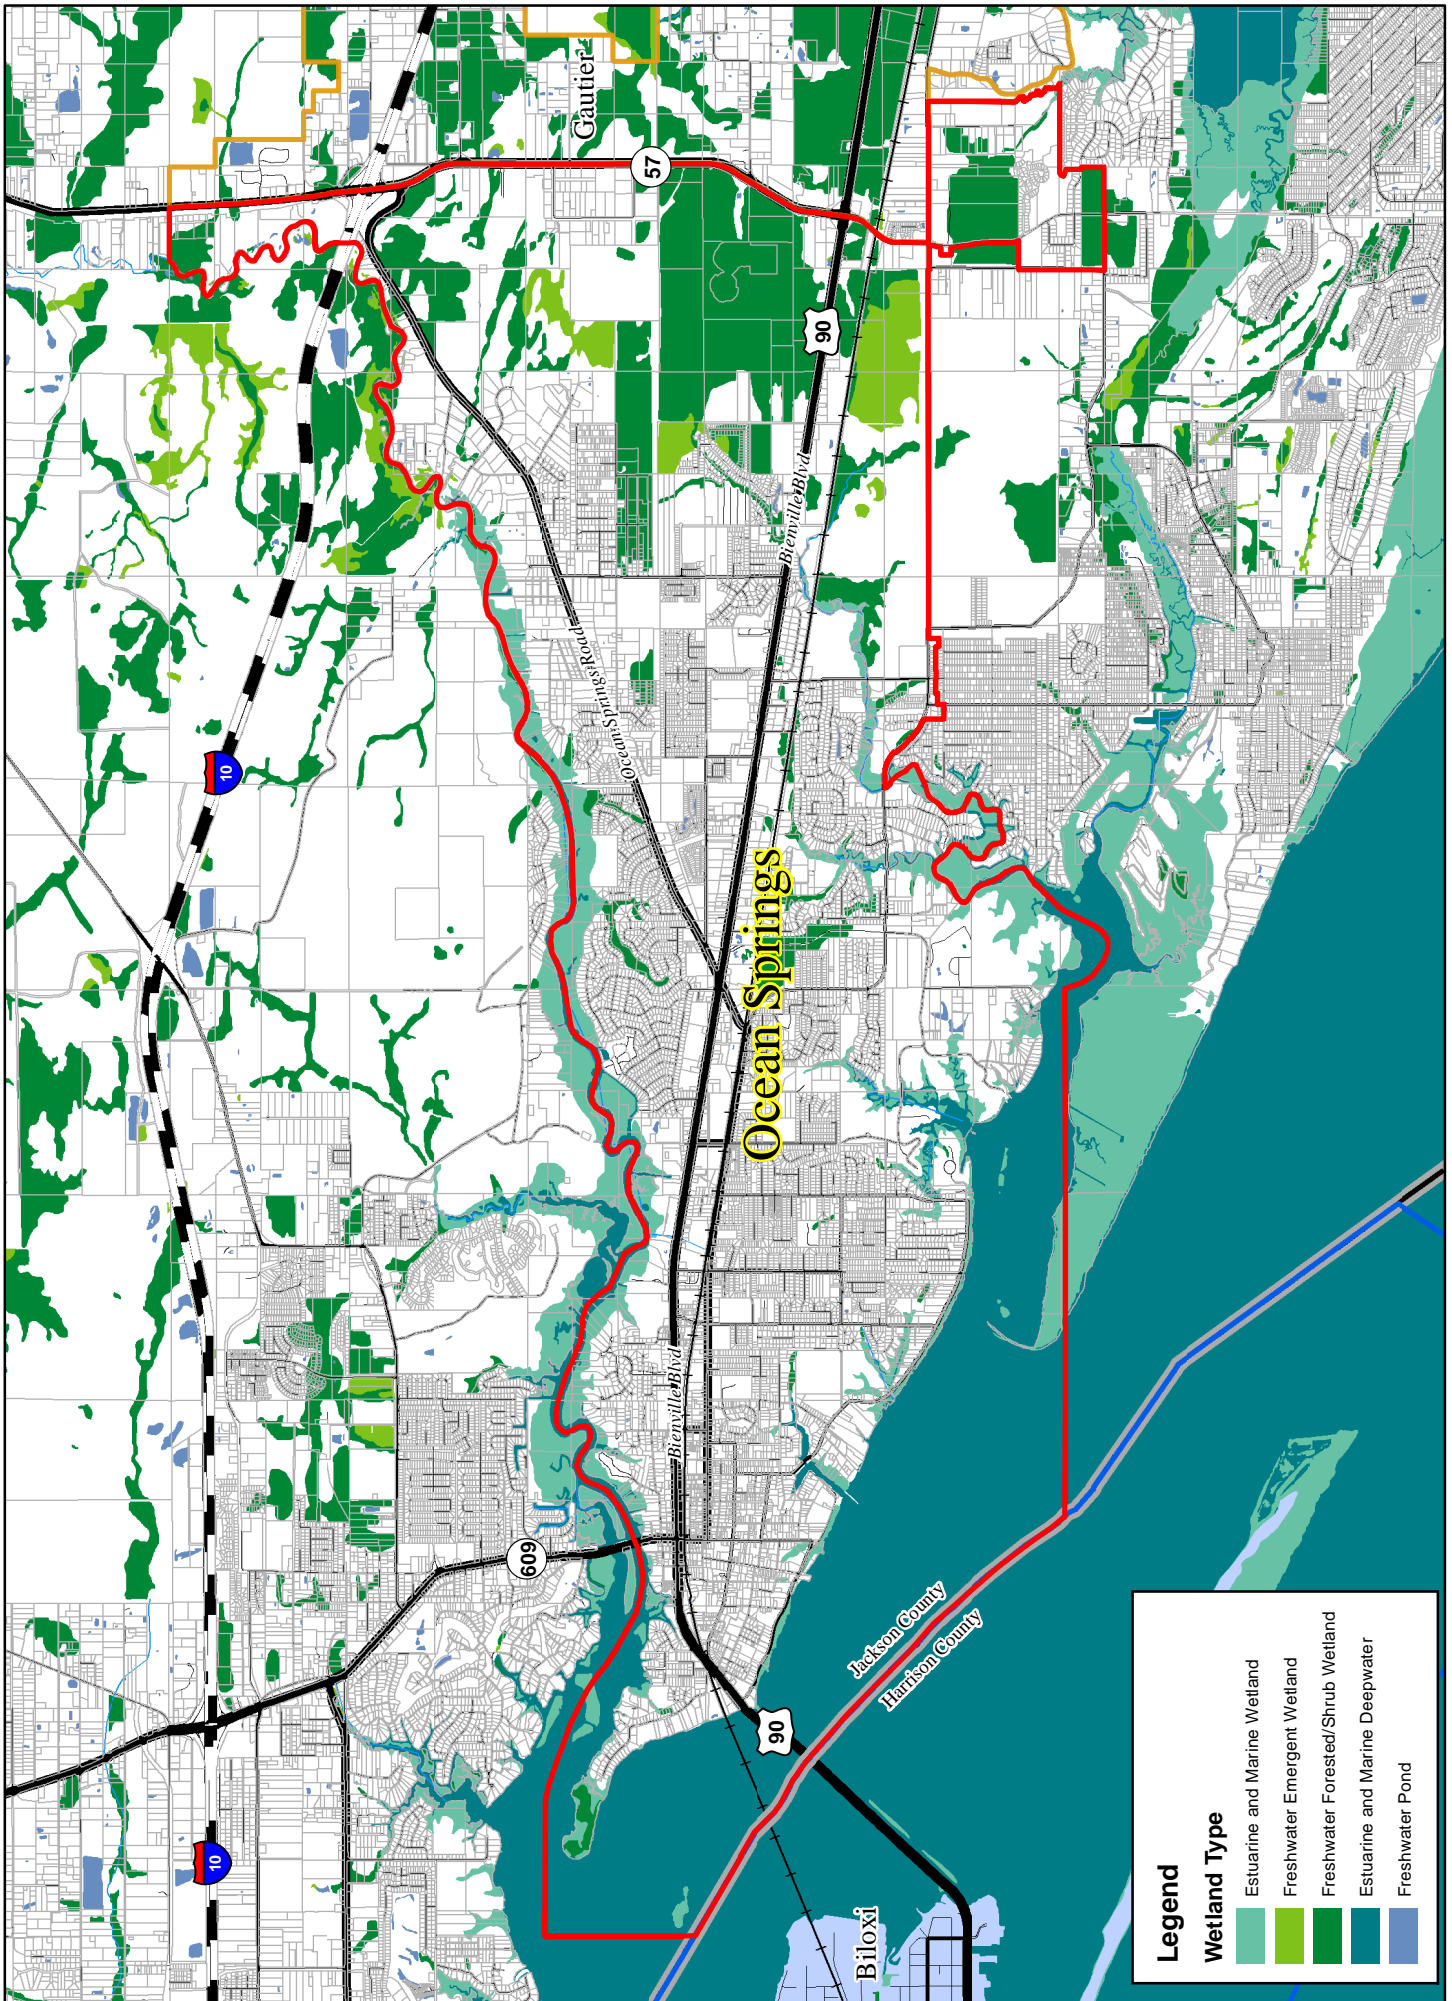 10
10
609
57
90
90
Gautier
Ocean Springs Road
Bienville Blvd
Bienville Blvd
Ocean Springs
Jackson County
Harrison County
Biloxi
Legend
Wetland Type
Estuarine and Marine Wetland
Freshwater Emergent Wetland
Freshwater Forested/Shrub Wetland
Estuarine and Marine Deepwater
Freshwater Pond